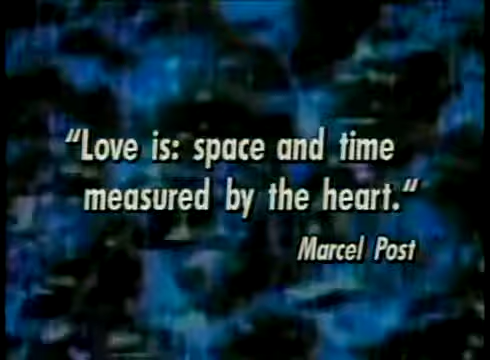 “Love is: space and time
measured by the heart.“
Marcel Post